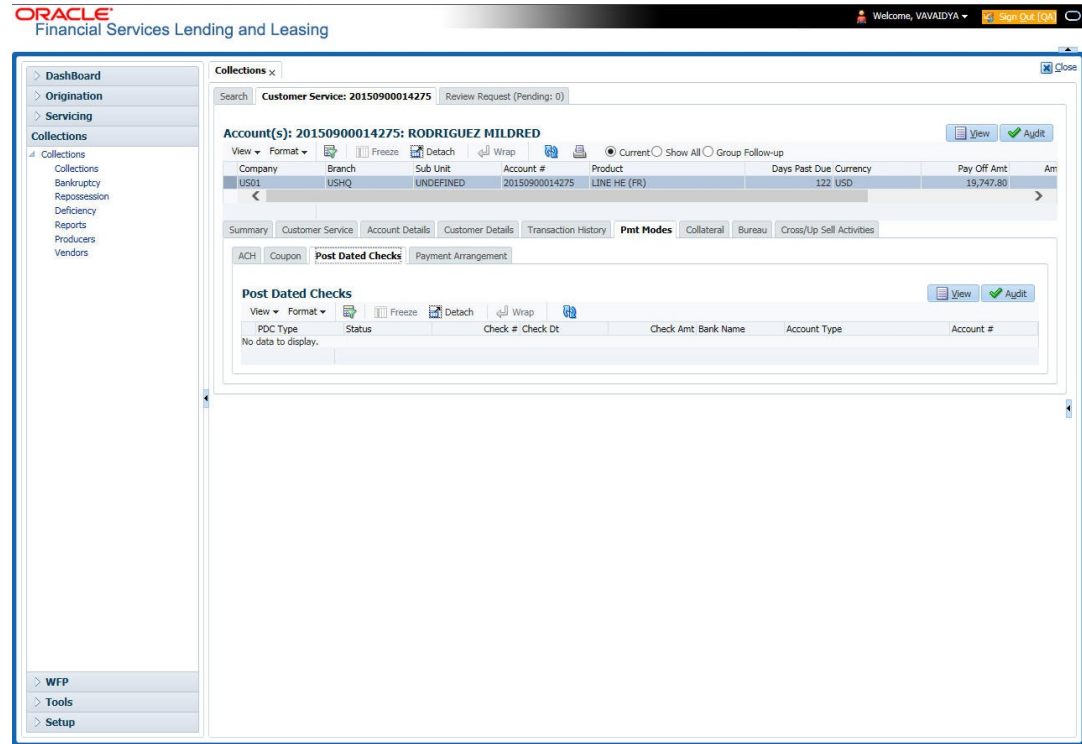 ORACLE
Financial Services Lending and Leasing
Welcome, VAVAIDYA
Sign Out [QA]
Close
DashBoard
Origination
Servicing
Collections
Collections
Collections
Bankruptcy
Repossession
Deficiency
Reports
Producers
Vendors
WFP
Tools
Setup
Collections x
Search Customer Service: 20150900014275 Review Request (Pending: 0)
Account(s): 20150900014275: RODRIGUEZ MILDRED
View Audit
View Format Freeze Detach Wrap Current Show All Group Follow-up
Company Branch Sub Unit Account # Product Days Past Due Currency Pay Off Amt Am
US01 USHQ UNDEFINED 20150900014275 LINE HE (FR) 122 USD 19,747.80
Summary Customer Service Account Details Customer Details Transaction History Pmt Modes Collateral Bureau Cross/Up Sell Activities
ACH Coupon Post Dated Checks Payment Arrangement
Post Dated Checks
View Audit
View Format Freeze Detach Wrap
PDC Type Status Check # Check Dt Check Amt Bank Name Account Type Account #
No data to display.